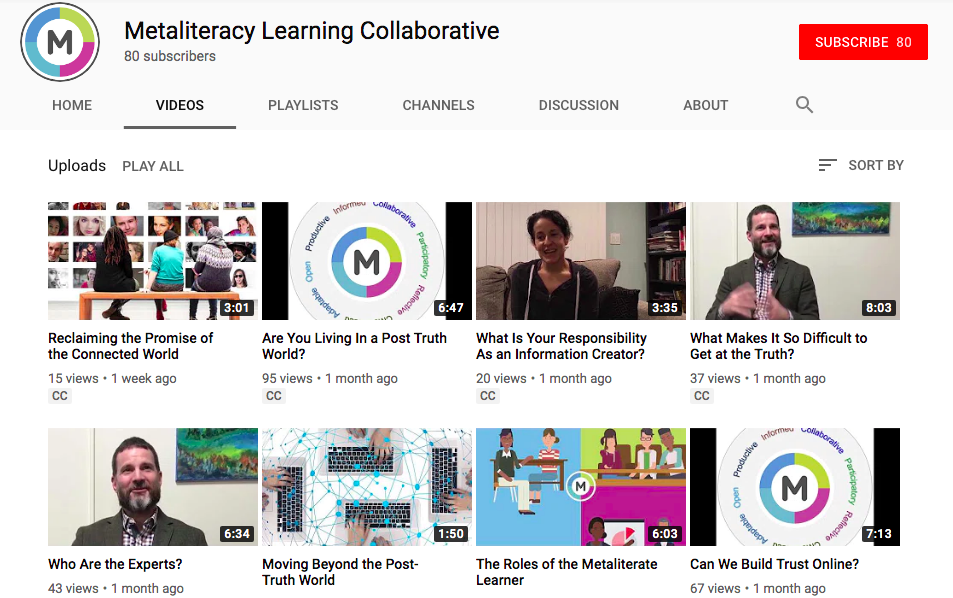 M
Metaliteracy Learning Collaborative
80 subscribers
SUBSCRIBE 80
HOME
VIDEOS
PLAYLISTS
CHANNELS
DISCUSSION
ABOUT
Uploads
PLAY ALL
SORT BY
3:01
Informed
Collaborative
Participatory
Reflective
Adaptable
Open
Productive
M
6:47
3:35
8:03
Reclaiming the Promise of
the Connected World
15 views • 1 week ago
CC
Are You Living In a Post Truth
World?
95 views • 1 month ago
CC
What Is Your Responsibility
As an Information Creator?
20 views • 1 month ago
CC
What Makes It So Difficult to
Get at the Truth?
37 views • 1 month ago
CC
6:34
1:50
M
6:03
Informed
Collaborative
Participatory
Reflective
Adaptable
Open
Productive
M
7:13
Who Are the Experts?
43 views • 1 month ago
Moving Beyond the Post-
Truth World
The Roles of the Metaliterate
Learner
Can We Build Trust Online?
67 views • 1 month ago